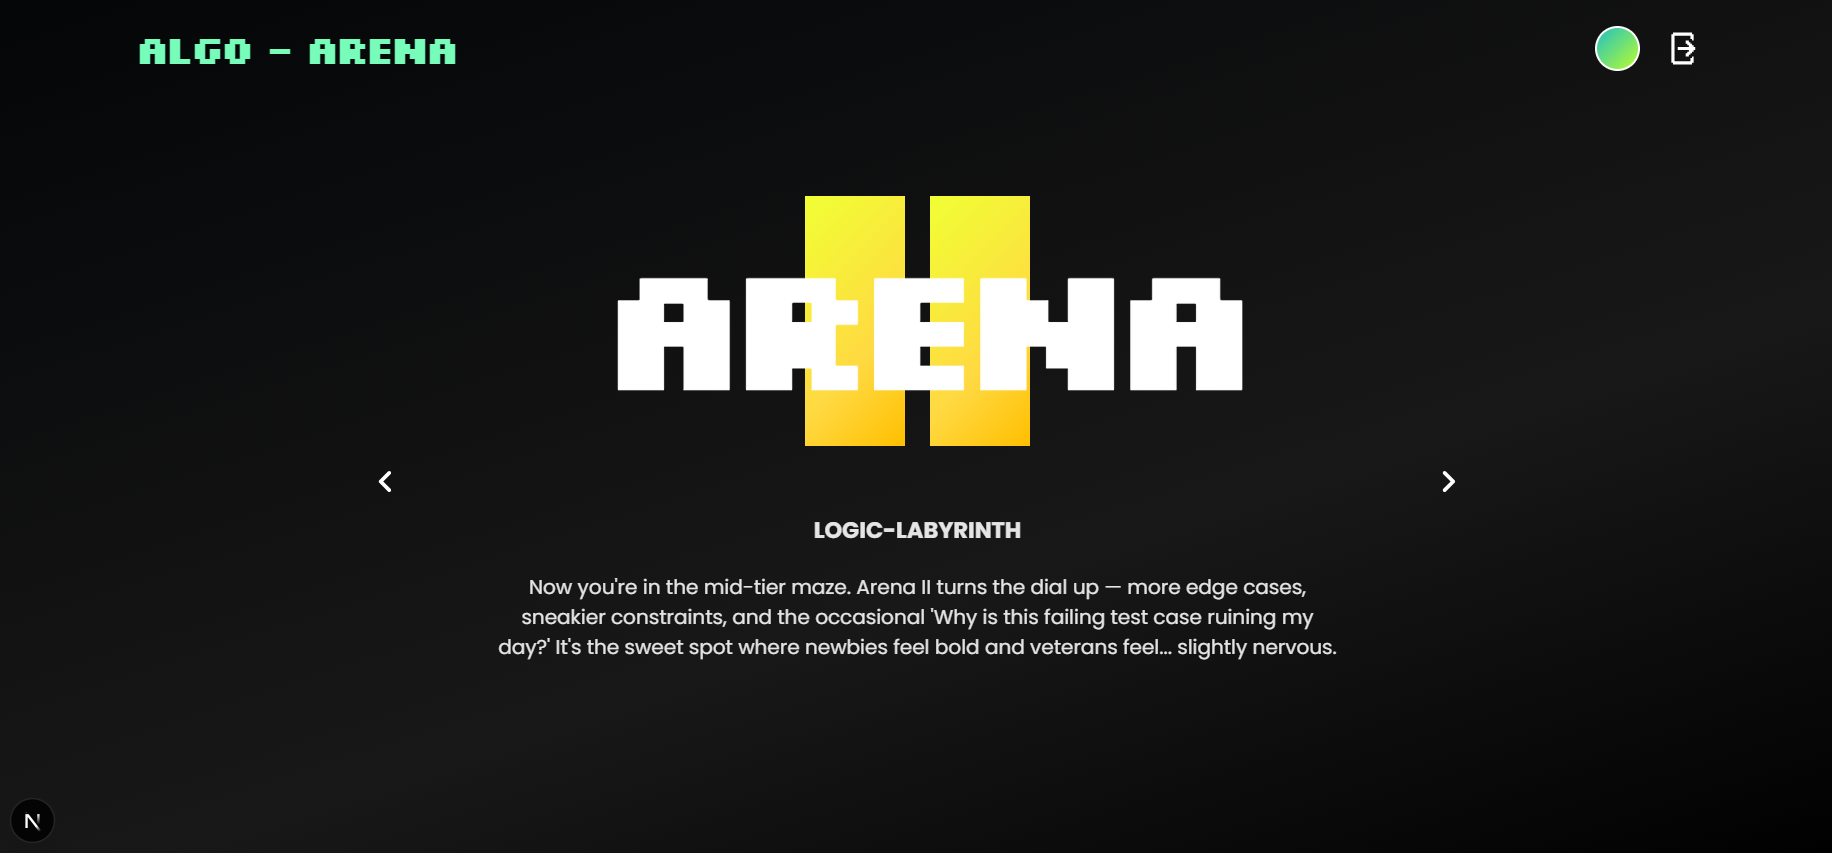 ALGO - ARENA
II
ARENA
LOGIC-LABYRINTH
Now you're in the mid-tier maze. Arena II turns the dial up — more edge cases,
sneakier constraints, and the occasional 'Why is this failing test case ruining my
day?' It's the sweet spot where newbies feel bold and veterans feel... slightly nervous.
N